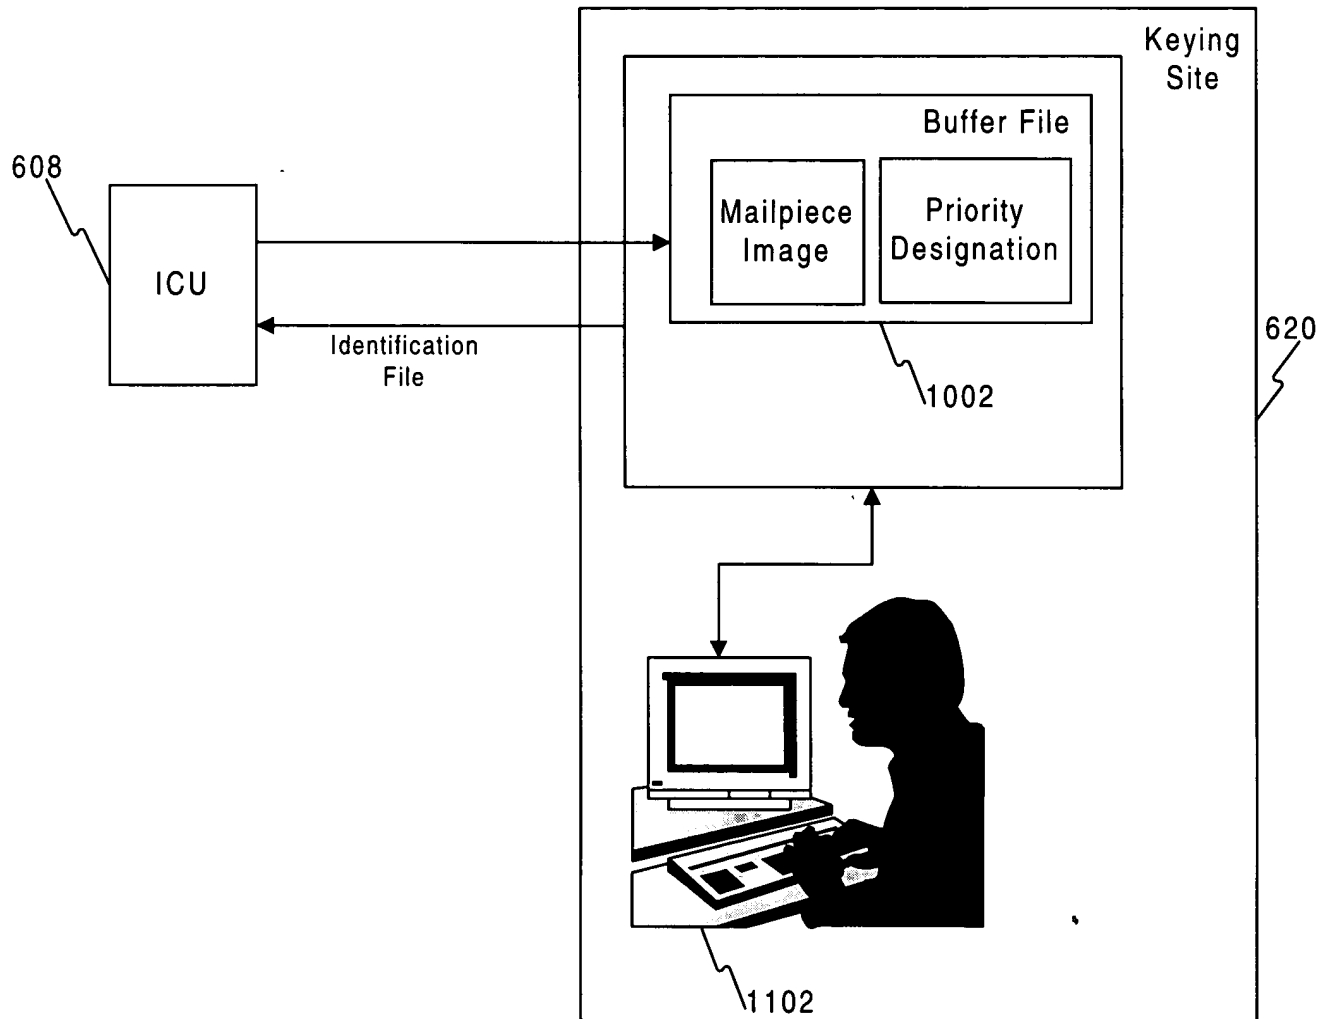 Keying
Site
Buffer File
608
Mailpiece
Image
Priority
Designation
ICU
620
Identification
File
1002
1102